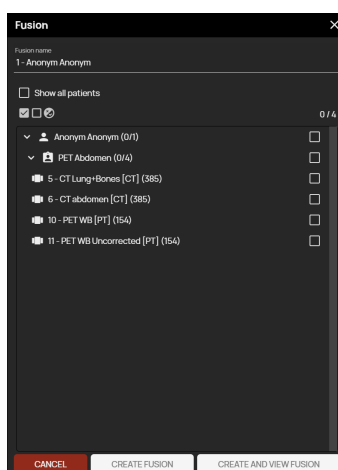 Fusion
Fusion name
1 - Anonym Anonym
Show all patients
0 / 4
Anonym Anonym (0/1)
PET Abdomen (0/4)
5 - CT Lung+Bones [CT] (385)
6 - CT abdomen [CT] (385)
10 - PET WB [PT] (154)
11 - PET WB Uncorrected [PT] (154)
CANCEL CREATE FUSION CREATE AND VIEW FUSION